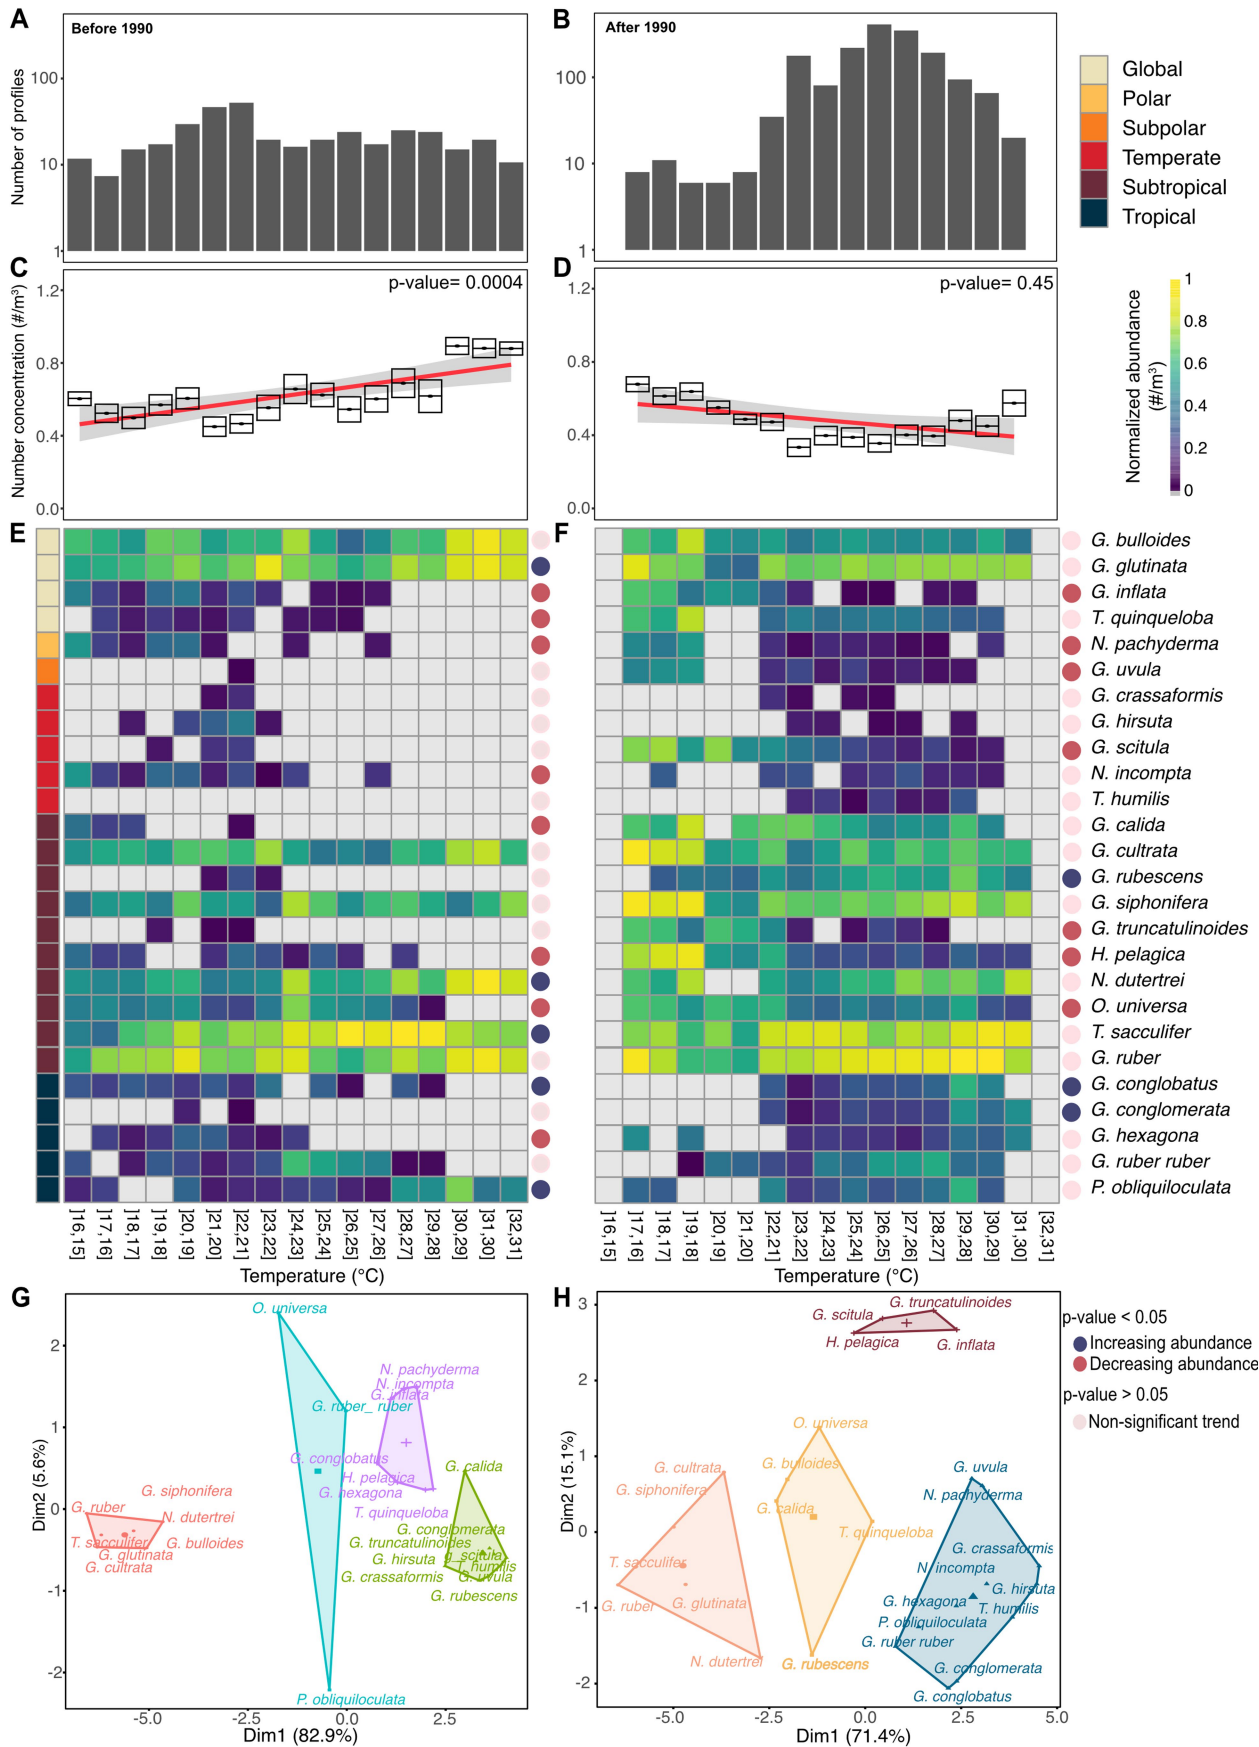 A
Before 1990
Number of profiles
100
10
1
B
After 1990
100
10
1
Global
Polar
Subpolar
Temperate
Subtropical
Tropical
C
p-value= 0.0004
Number concentration (#/m³)
1.2
0.8
0.4
0.0
D
p-value= 0.45
1.2
0.8
0.4
0.0
Normalized abundance
(#/m³)
1
0.8
0.6
0.4
0.2
0
E
F
G. bulloides
G. glutinata
G. inflata
T. quinqueloba
N. pachyderma
G. uvula
G. crassaformis
G. hirsuta
G. scitula
N. incompta
T. humilis
G. calida
G. cultrata
G. rubescens
G. siphonifera
G. truncatulinoides
H. pelagica
N. dutertrei
O. universa
T. sacculifer
G. ruber
G. conglobatus
G. conglomerata
G. hexagona
G. ruber ruber
P. obliquiloculata
]16,15]
]17,16]
]18,17]
]19,18]
]20,19]
]21,20]
]22,21]
]23,22]
]24,23]
]25,24]
]26,25]
]27,26]
]28,27]
]29,28]
]30,29]
]31,30]
[32,31]
Temperature (°C)
]16,15]
]17,16]
]18,17]
]19,18]
]20,19]
]21,20]
]22,21]
]23,22]
]24,23]
]25,24]
]26,25]
]27,26]
]28,27]
]29,28]
]30,29]
]31,30]
[32,31]
Temperature (°C)
G
O. universa
N. pachyderma
N. incompta
G. inflata
G. ruber_ ruber
G. conglobatus
H. pelagica
G. hexagona
T. quinqueloba
G. calida
G. siphonifera
G. ruber
N. dutertrei
T. sacculifer
G. bulloides
G. glutinata
G. cultrata
G. conglomerata
G. truncatulinoides
g_scitula
G. hirsuta
T. humilis
G. crassaformis
G. uvula
G. rubescens
P. obliquiloculata
Dim2 (5.6%)
2
1
0
-1
-2
-5.0
-2.5
0.0
2.5
Dim1 (82.9%)
H
G. truncatulinoides
G. scitula
H. pelagica
G. inflata
O. universa
G. cultrata
G. bulloides
G. siphonifera
G. calida
T. quinqueloba
T. sacculifer
G. ruber
G. glutinata
N. dutertrei
G. rubescens
G. uvula
N. pachyderma
G. crassaformis
N. incompta
G. hirsuta
G. hexagona
T. humilis
P. obliquiloculata
G. ruber ruber
G. conglomerata
G. conglobatus
Dim2 (15.1%)
3
2
1
0
-1
-2
-5.0
-2.5
0.0
2.5
5.0
Dim1 (71.4%)
p-value < 0.05
Increasing abundance
Decreasing abundance
p-value > 0.05
Non-significant trend